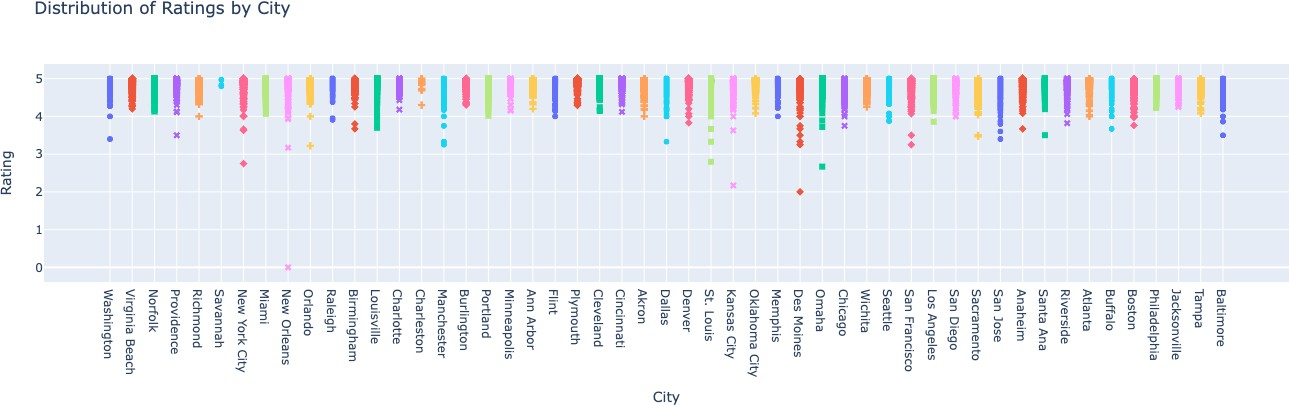 Distribution of Ratings by City
Rating
5
4
3
2
1
0
Washington
Virginia Beach
Norfolk
Providence
Richmond
Savannah
New York City
Miami
New Orleans
Orlando
Raleigh
Birmingham
Louisville
Charlotte
Charleston
Manchester
Burlington
Portland
Minneapolis
Ann Arbor
Flint
Plymouth
Cleveland
Cincinnati
Akron
Dallas
Denver
St. Louis
Kansas City
Oklahoma City
Memphis
Des Moines
Omaha
Chicago
Wichita
Seattle
San Francisco
Los Angeles
San Diego
Sacramento
San Jose
Anaheim
Santa Ana
Riverside
Atlanta
Buffalo
Boston
Philadelphia
Jacksonville
Tampa
Baltimore
City